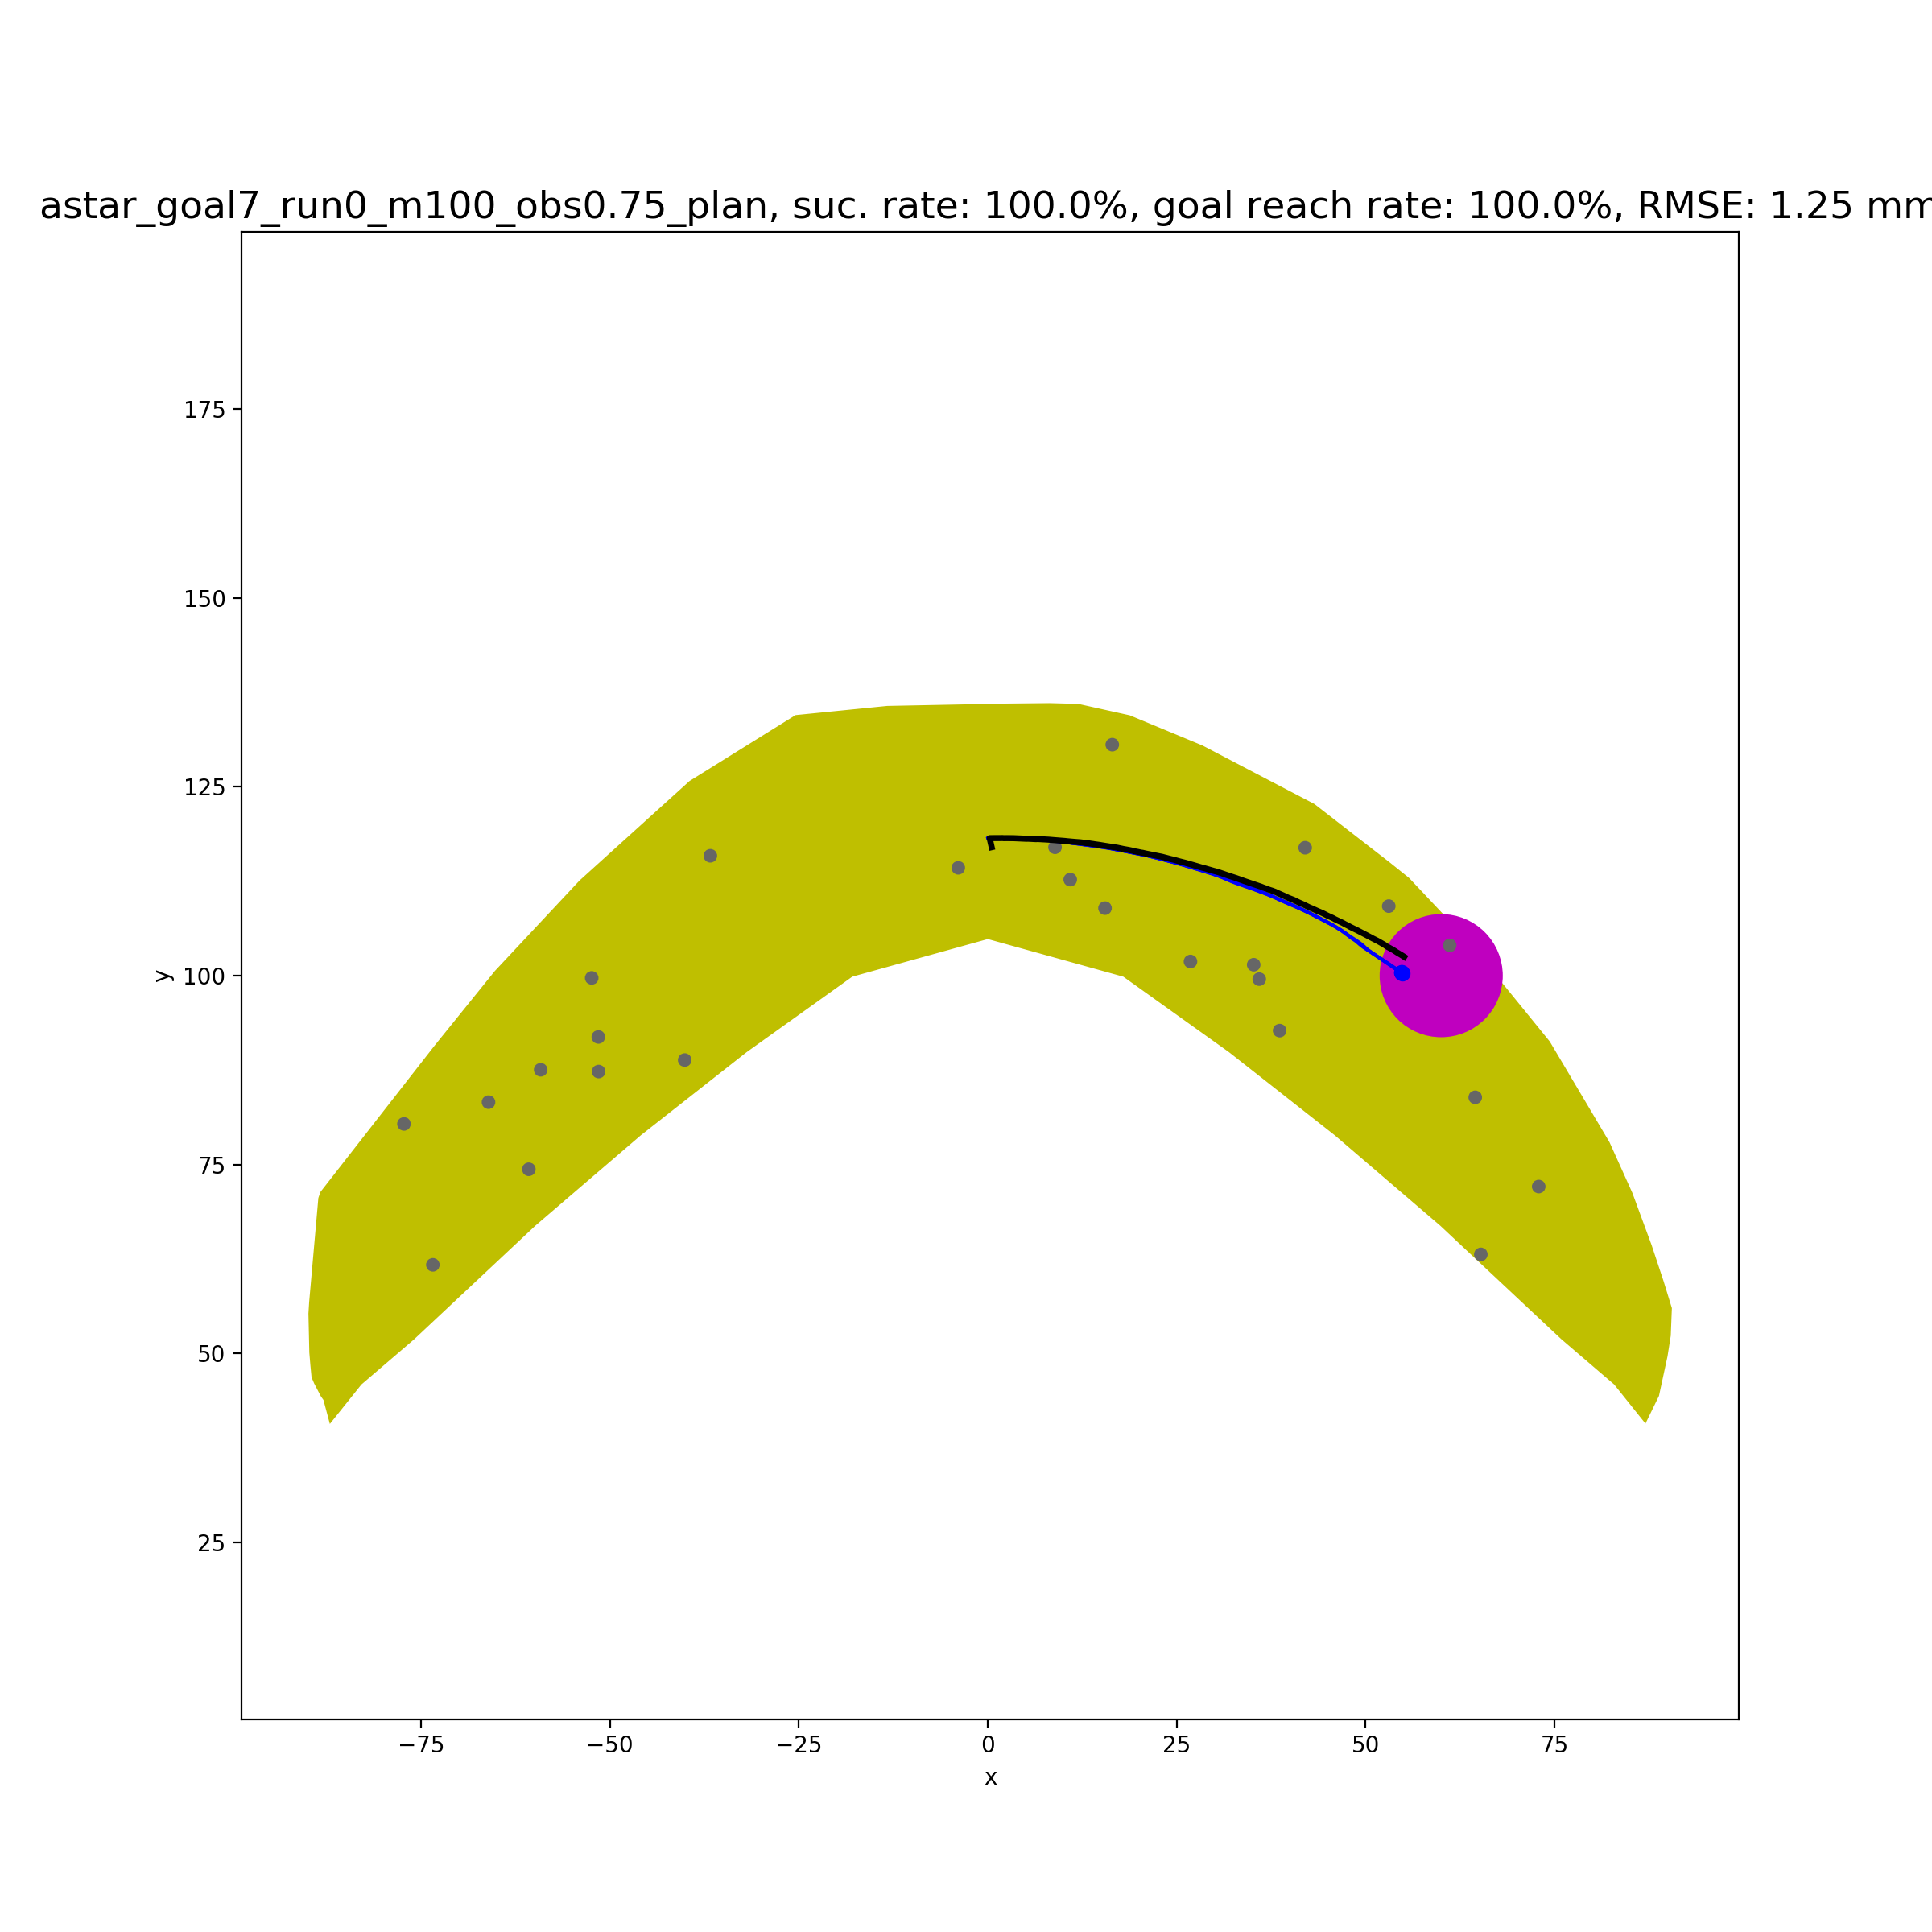 astar_goal7_run0_m100_obs0.75_plan, suc. rate: 100.0%, goal reach rate: 100.0%, RMSE: 1.25 mm
175
150
125
y
100
75
50
25
−75 −50 −25 0 25 50 75
x